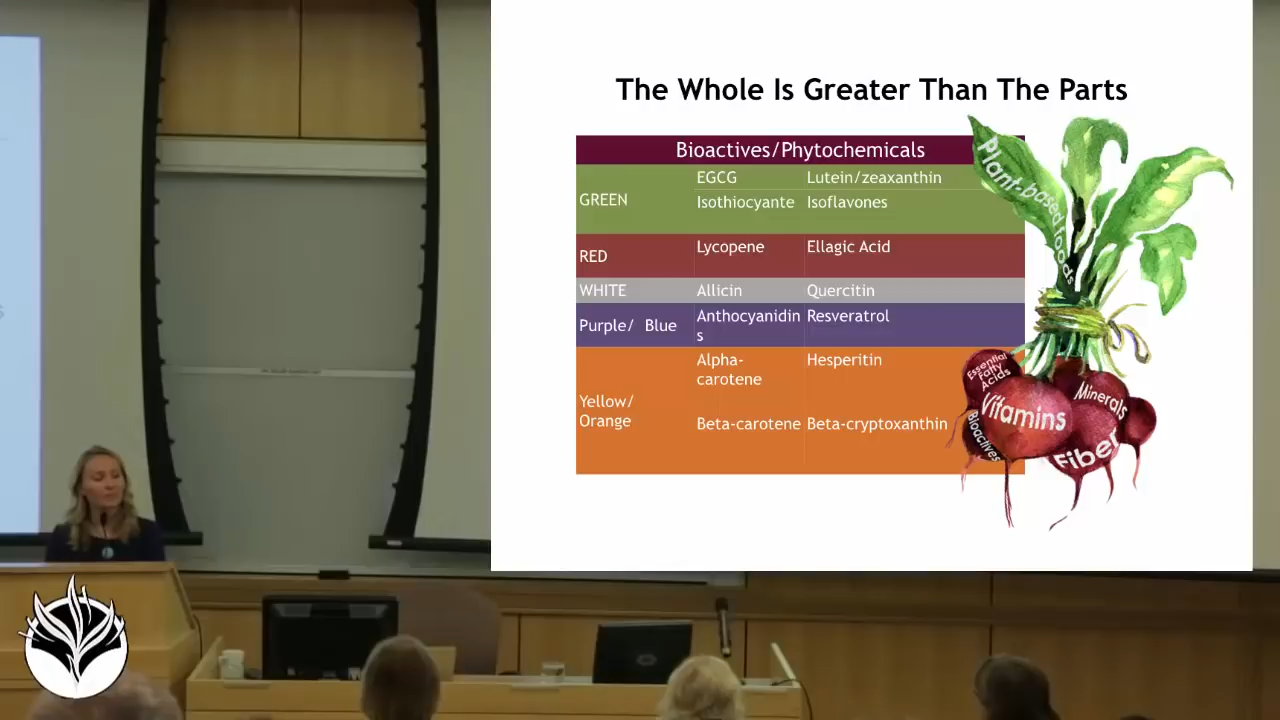 The Whole Is Greater Than The Parts
Bioactives/Phytochemicals
GREEN
EGCG
Lutein/zeaxanthin
Isothiocyante
Isoflavones
RED
Lycopene
Ellagic Acid
WHITE
Allicin
Quercitin
Purple/ Blue
Anthocyanidin
s
Resveratrol
Yellow/
Orange
Alpha-
carotene
Hesperitin
Beta-carotene
Beta-cryptoxanthin
Plant-based foods
Essential
Fatty
Acids
Vitamins
Minerals
Bioactives
Fiber